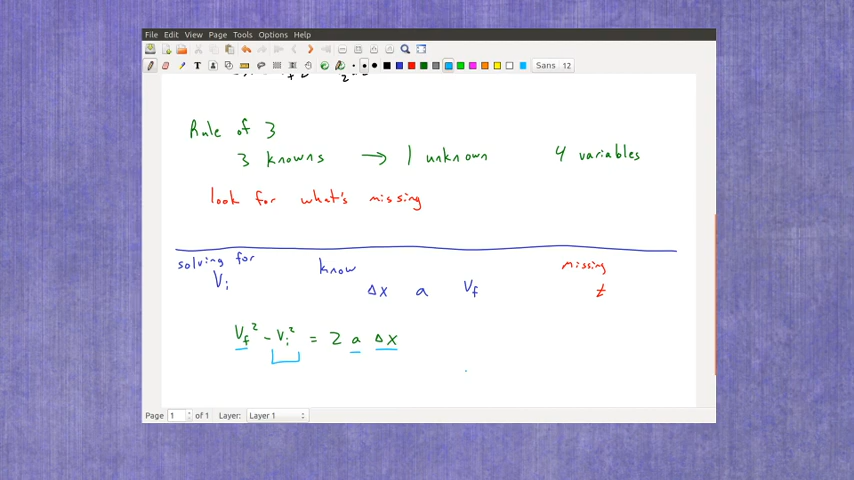 File Edit View Page Tools Options Help
Sans 12
Rule of 3
3 knowns → 1 unknown 4 variables
look for what's missing
solving for know missing
Vi Δx a Vf t
Vf² - Vi² = 2 a Δx
Page 1 of 1 Layer: Layer 1